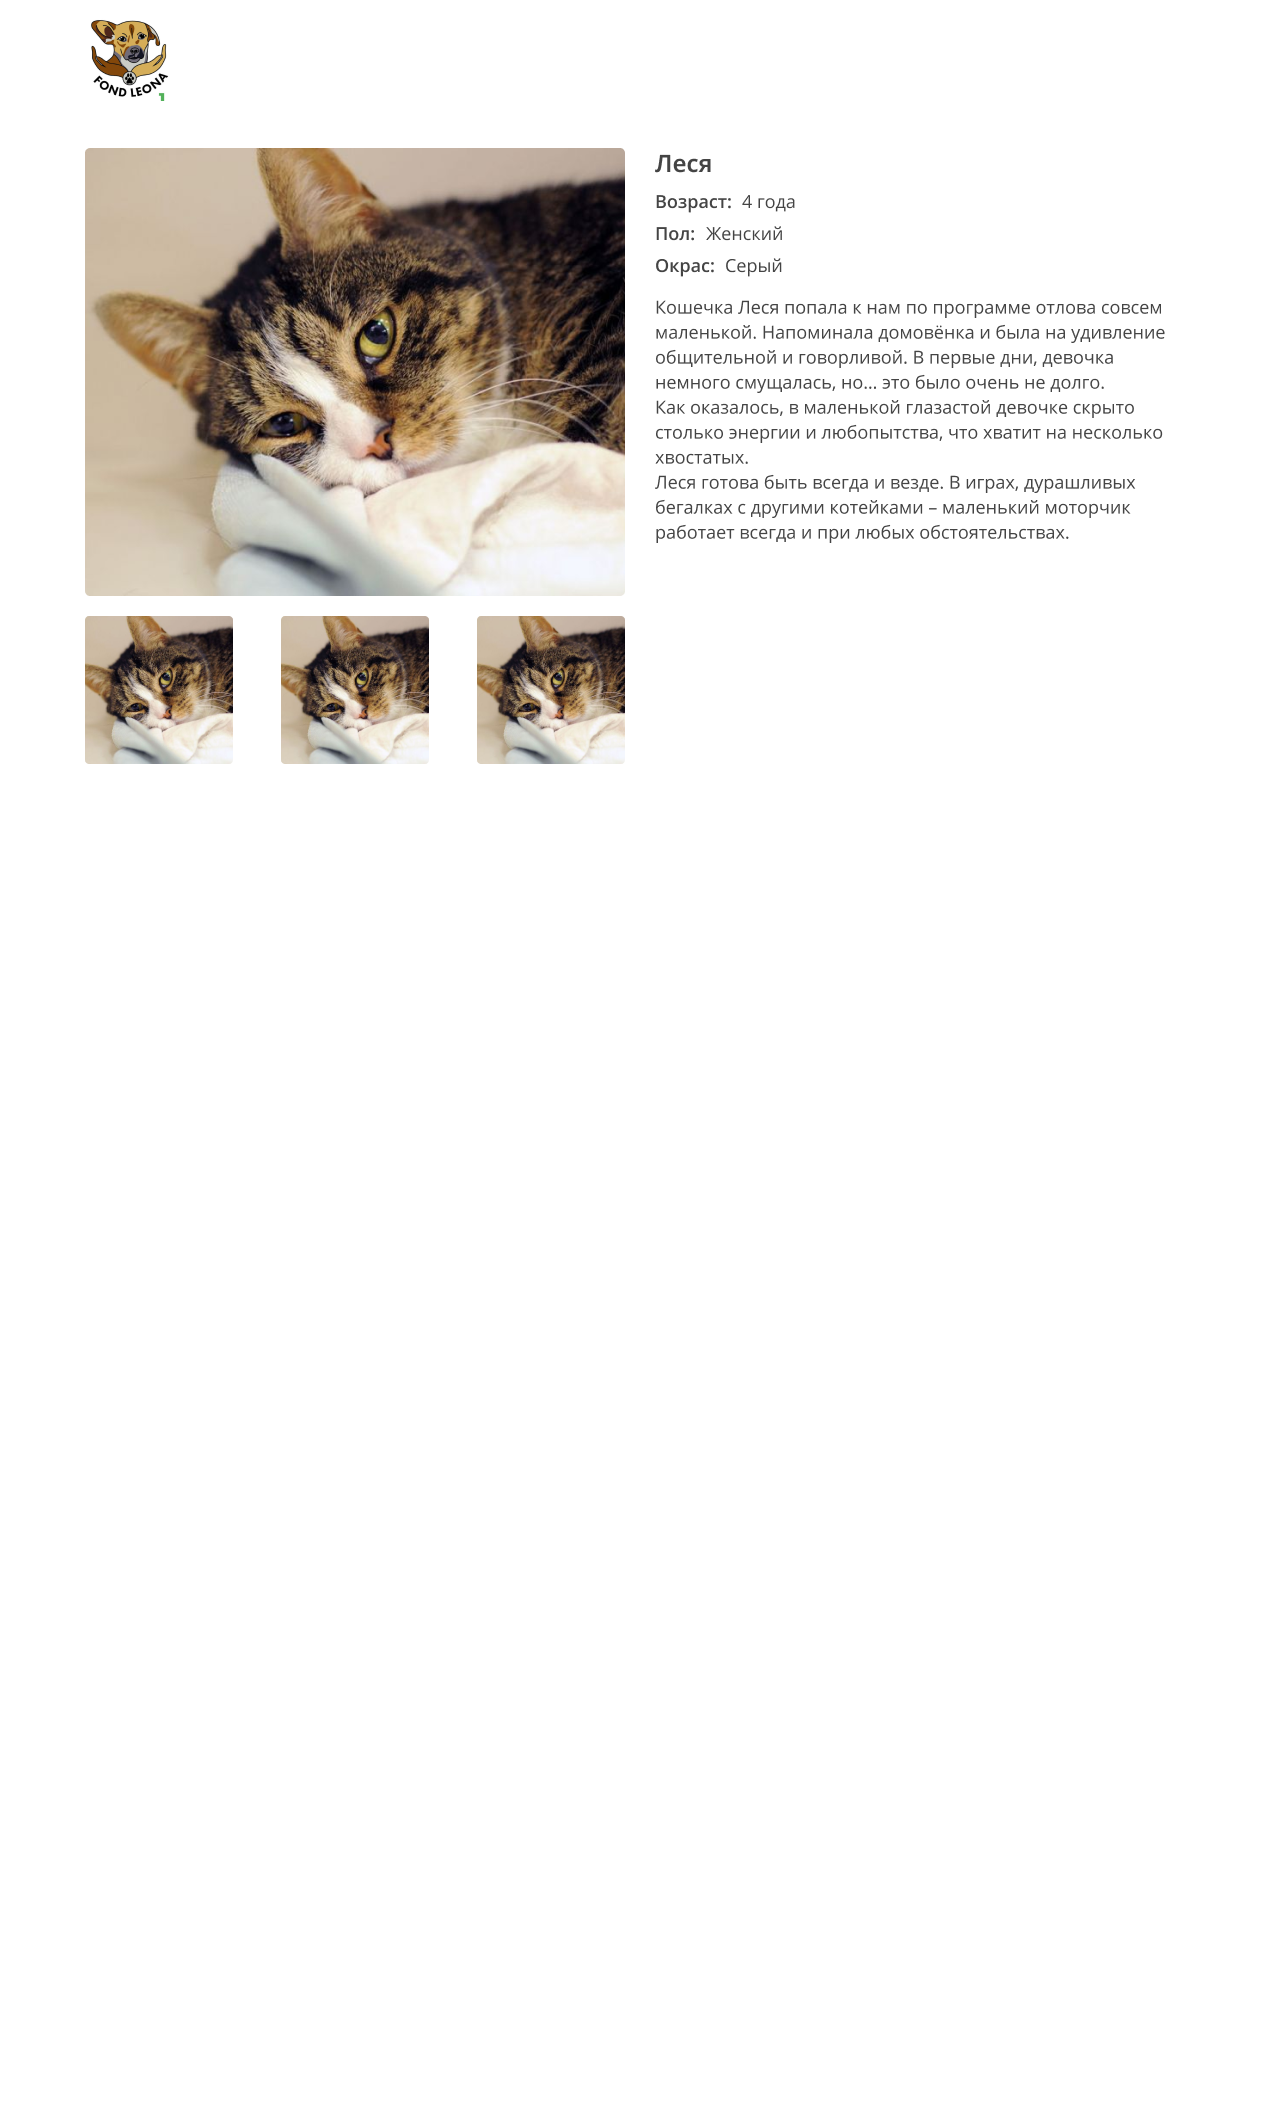 FOND LEONA
Леся
Возраст: 4 года
Пол: Женский
Окрас: Серый
Кошечка Леся попала к нам по программе отлова совсем
маленькой. Напоминала домовёнка и была на удивление
общительной и говорливой. В первые дни, девочка
немного смущалась, но... это было очень не долго.
Как оказалось, в маленькой глазастой девочке скрыто
столько энергии и любопытства, что хватит на несколько
хвостатых.
Леся готова быть всегда и везде. В играх, дурашливых
бегалках с другими котейками – маленький моторчик
работает всегда и при любых обстоятельствах.